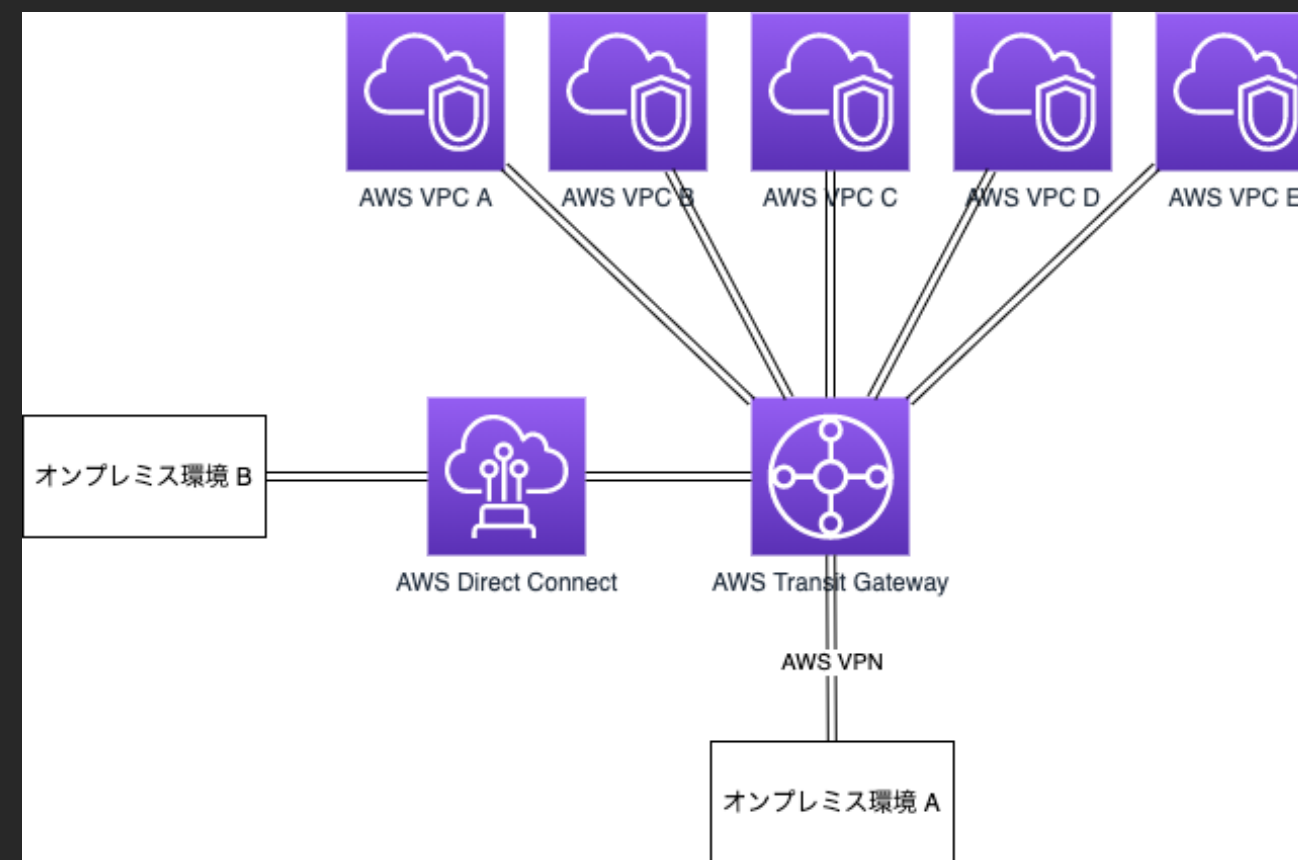 AWS VPC A
AWS VPC B
AWS VPC C
AWS VPC D
AWS VPC E
オンプレミス環境 B
AWS Direct Connect
AWS Transit Gateway
AWS VPN
オンプレミス環境 A